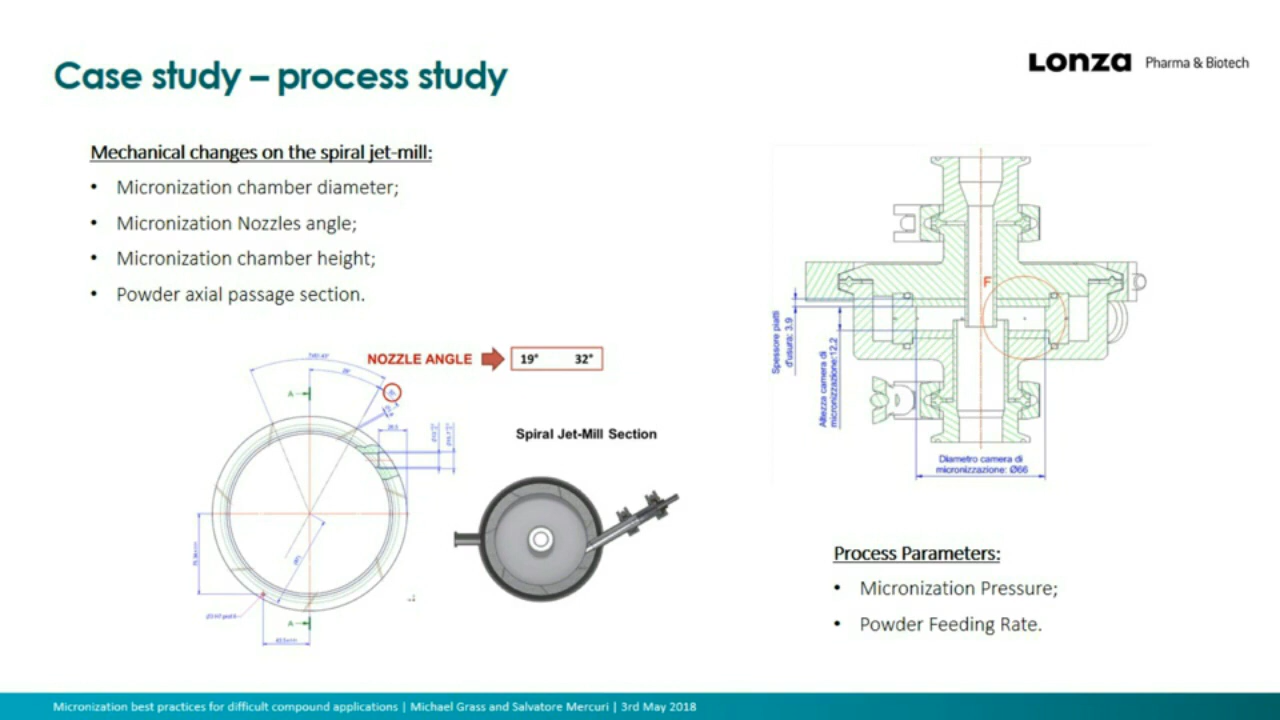 Case study – process study
Lonza Pharma & Biotech
Mechanical changes on the spiral jet-mill:
• Micronization chamber diameter;
• Micronization Nozzles angle;
• Micronization chamber height;
• Powder axial passage section.
NOZZLE ANGLE
19° 32°
A
A
Spiral Jet-Mill Section
F
Spessore piatti
d'usura: 3.9
Altezza camera di
micronizzazione:12.2
Diametro camera di
micronizzazione: Ø66
Process Parameters:
• Micronization Pressure;
• Powder Feeding Rate.
Micronization best practices for difficult compound applications | Michael Grass and Salvatore Mercuri | 3rd May 2018